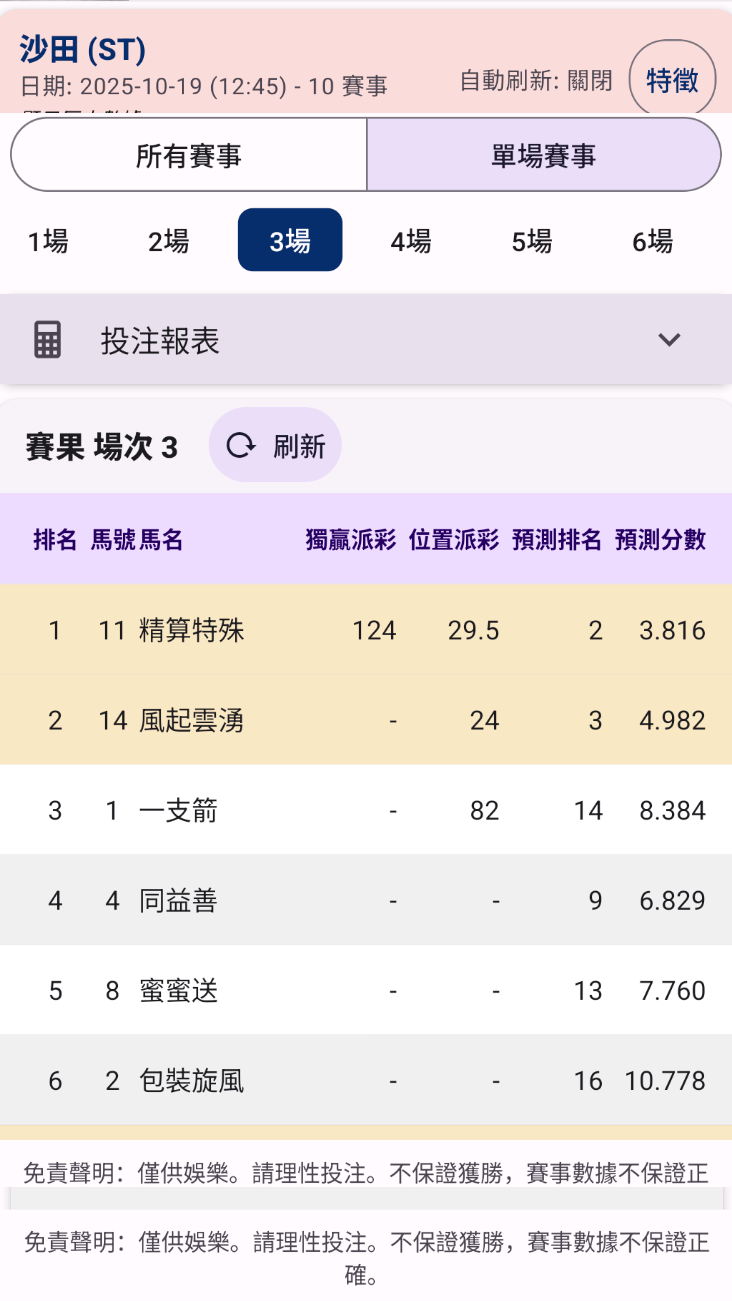 沙田 (ST)
日期: 2025-10-19 (12:45) - 10 賽事
自動刷新: 關閉
特徵
所有賽事
單場賽事
1場 2場 3場 4場 5場 6場
投注報表
賽果 場次 3
刷新
排名 馬號 馬名 獨贏派彩 位置派彩 預測排名 預測分數
1 11 精算特殊 124 29.5 2 3.816
2 14 風起雲湧 - 24 3 4.982
3 1 一支箭 - 82 14 8.384
4 4 同益善 - - 9 6.829
5 8 蜜蜜送 - - 13 7.760
6 2 包裝旋風 - - 16 10.778
免責聲明：僅供娛樂。請理性投注。不保證獲勝，賽事數據不保證正
免責聲明：僅供娛樂。請理性投注。不保證獲勝，賽事數據不保證正
確。